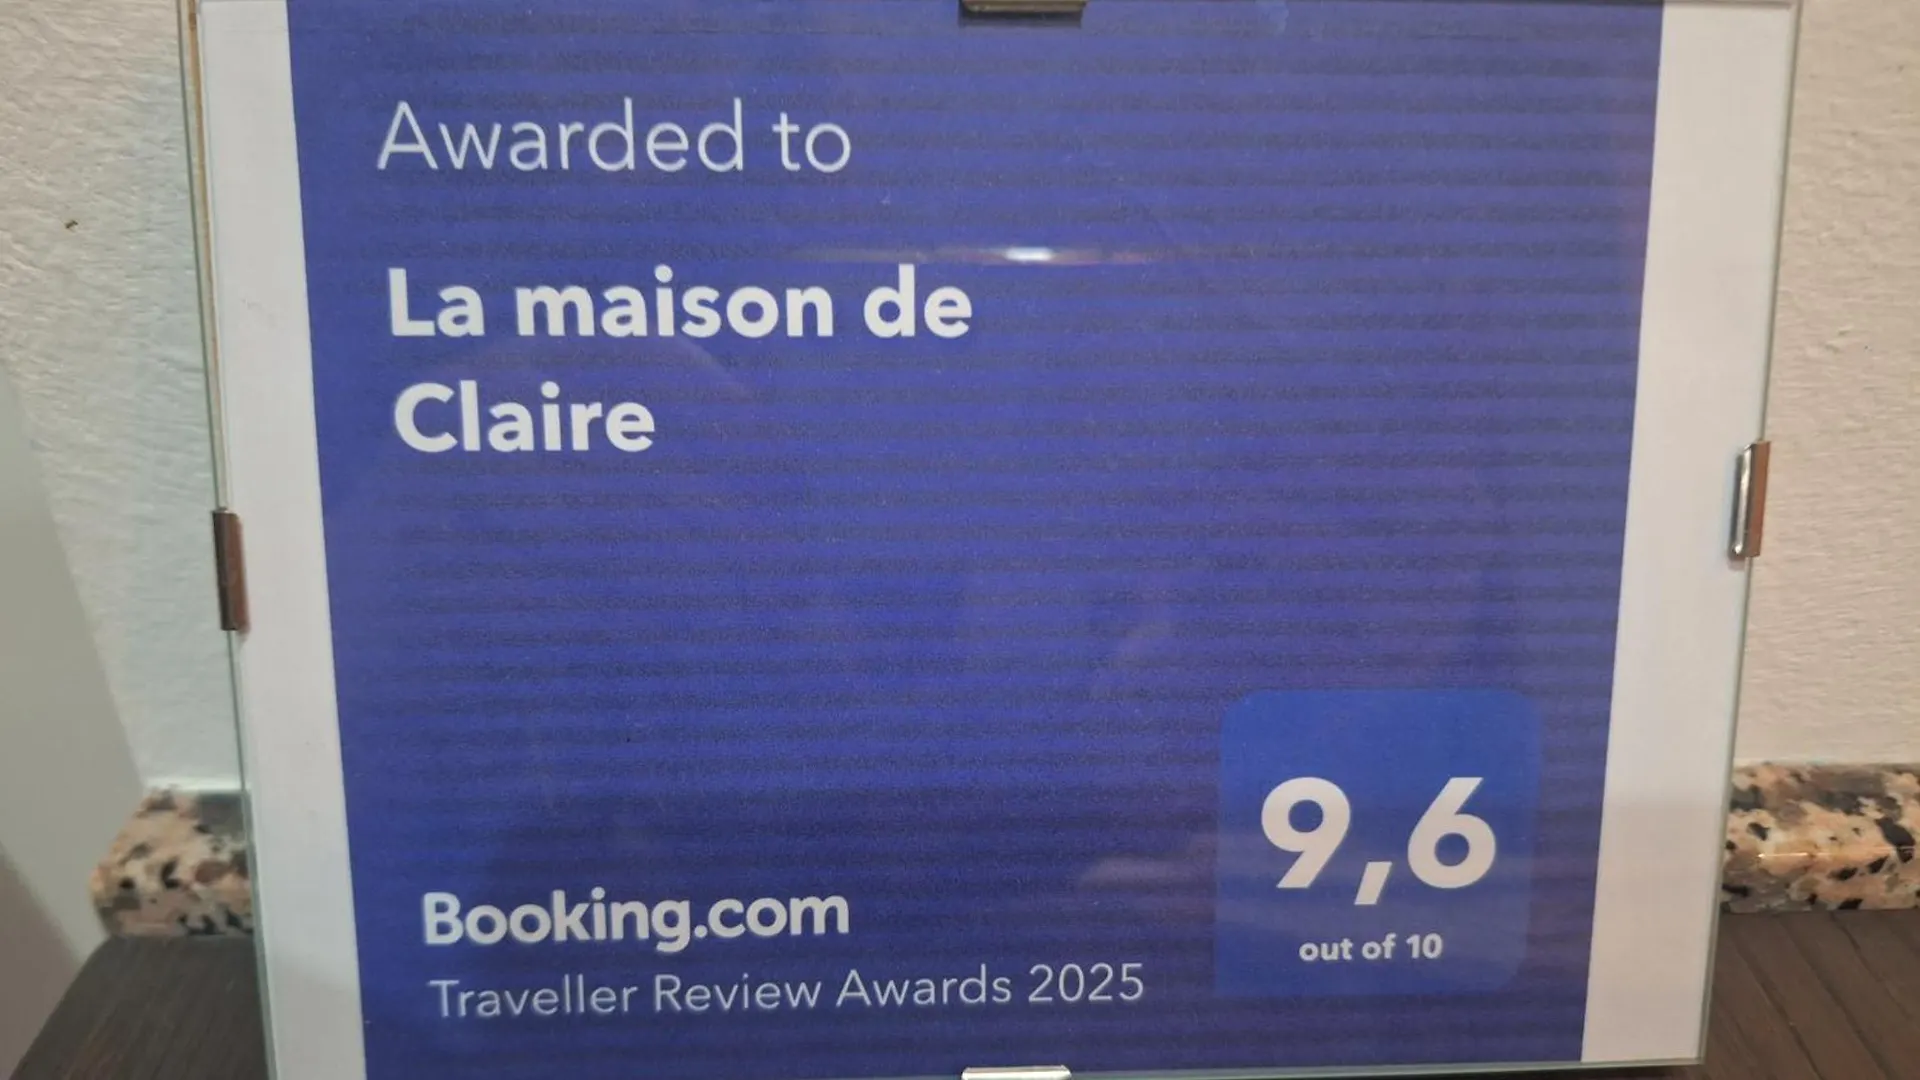 Awarded to
La maison de
Claire
9,6
out of 10
Booking.com
Traveller Review Awards 2025